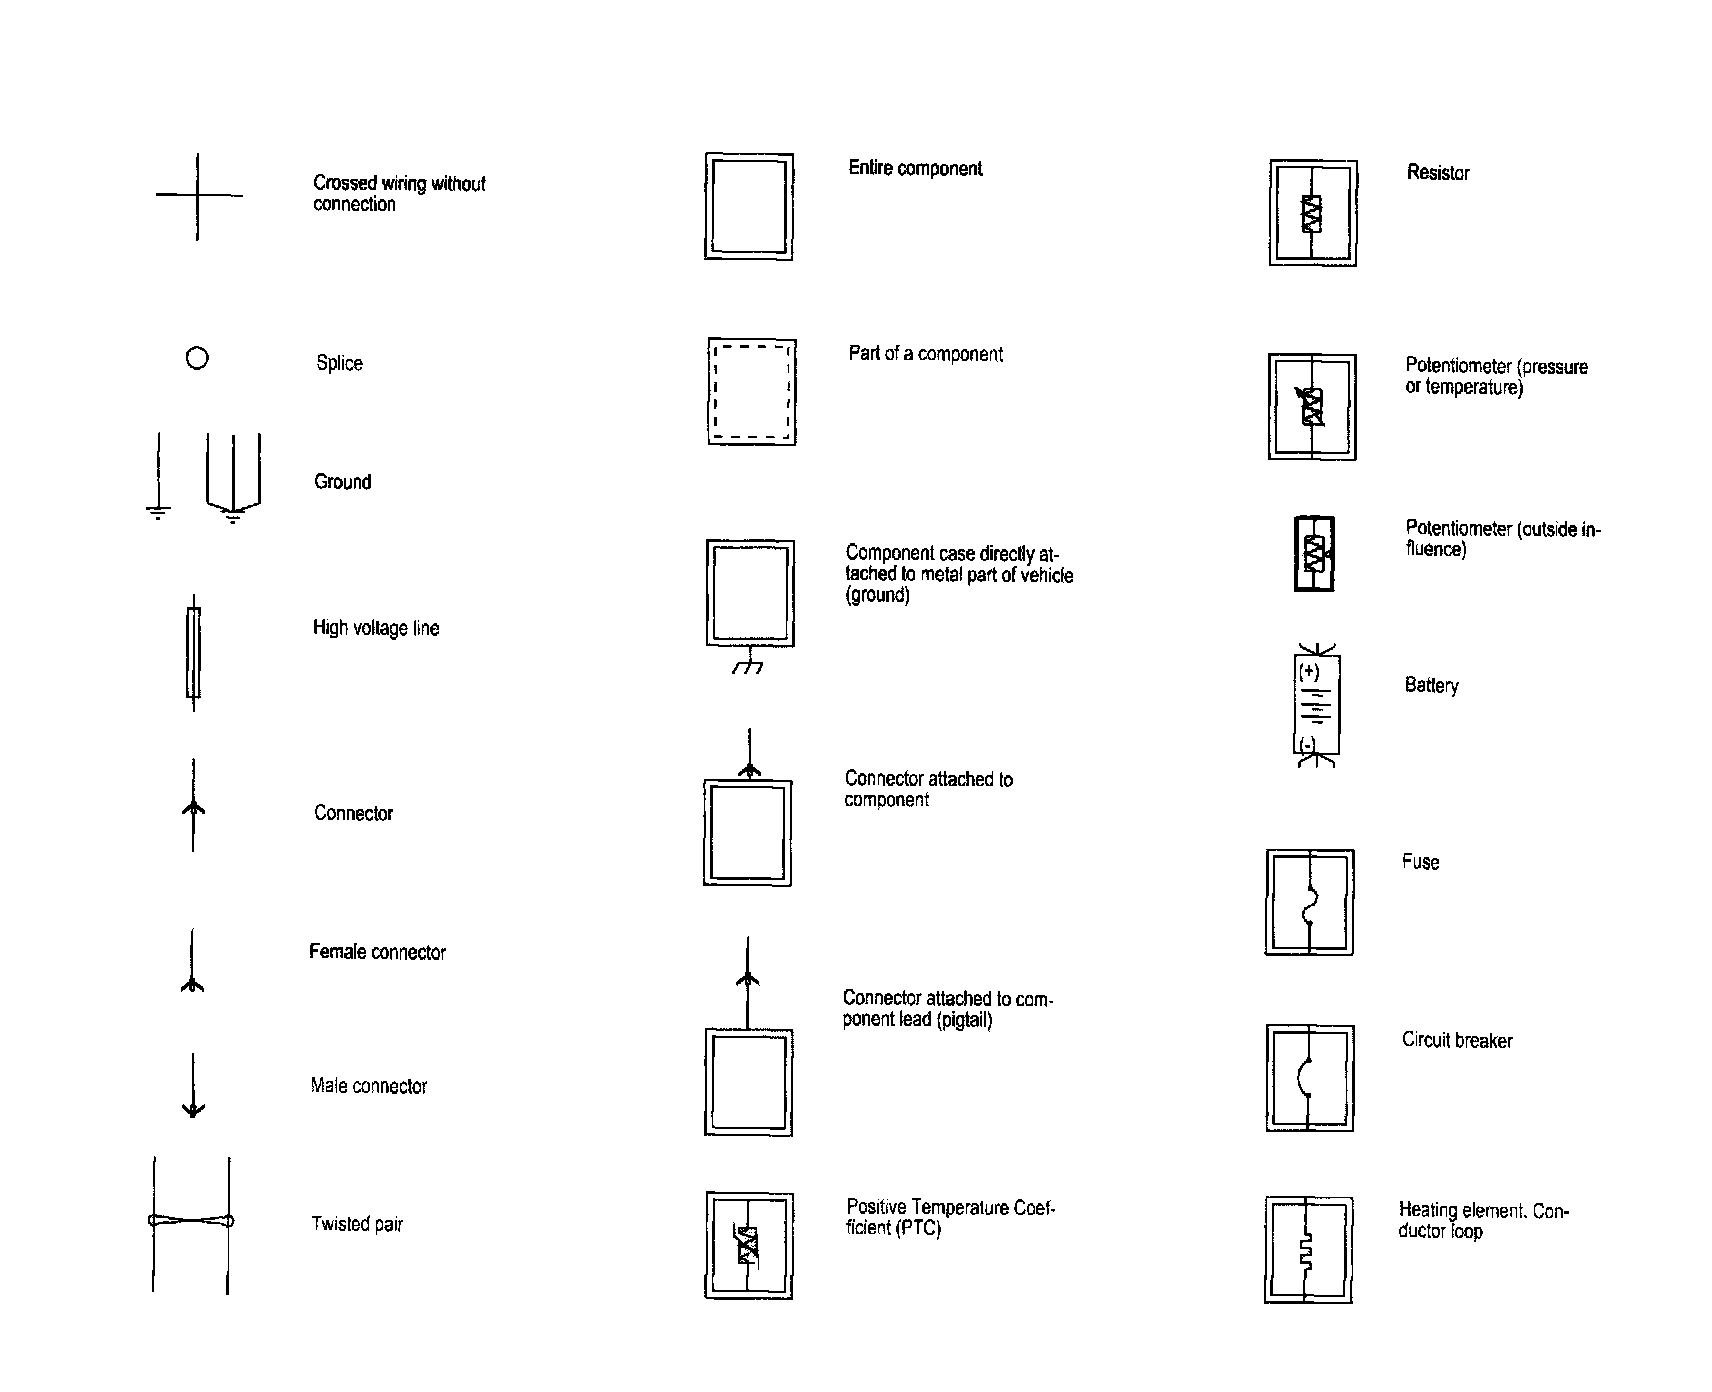 Crossed wiring without
connection
Splice
Ground
High voltage line
Connector
Female connector
Male connector
Twisted pair
Entire component
Part of a component
Component case directly at-
tached to metal part of vehicle
(ground)
Connector attached to
component
Connector attached to com-
ponent lead (pigtail)
Positive Temperature Coef-
ficient (PTC)
Resistor
Potentiometer (pressure
or temperature)
Potentiometer (outside in-
fluence)
(+)
Battery
(-)
Fuse
Circuit breaker
Heating element. Con-
ductor loop